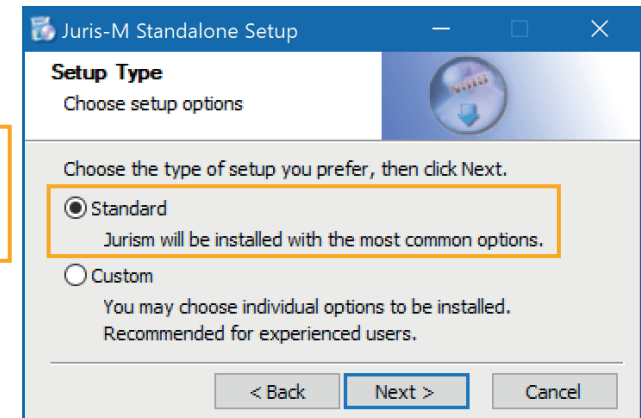 Juris-M Standalone Setup
Setup Type
Choose setup options
Choose the type of setup you prefer, then click Next.
Standard
Jurism will be installed with the most common options.
Custom
You may choose individual options to be installed.
Recommended for experienced users.
< Back Next > Cancel